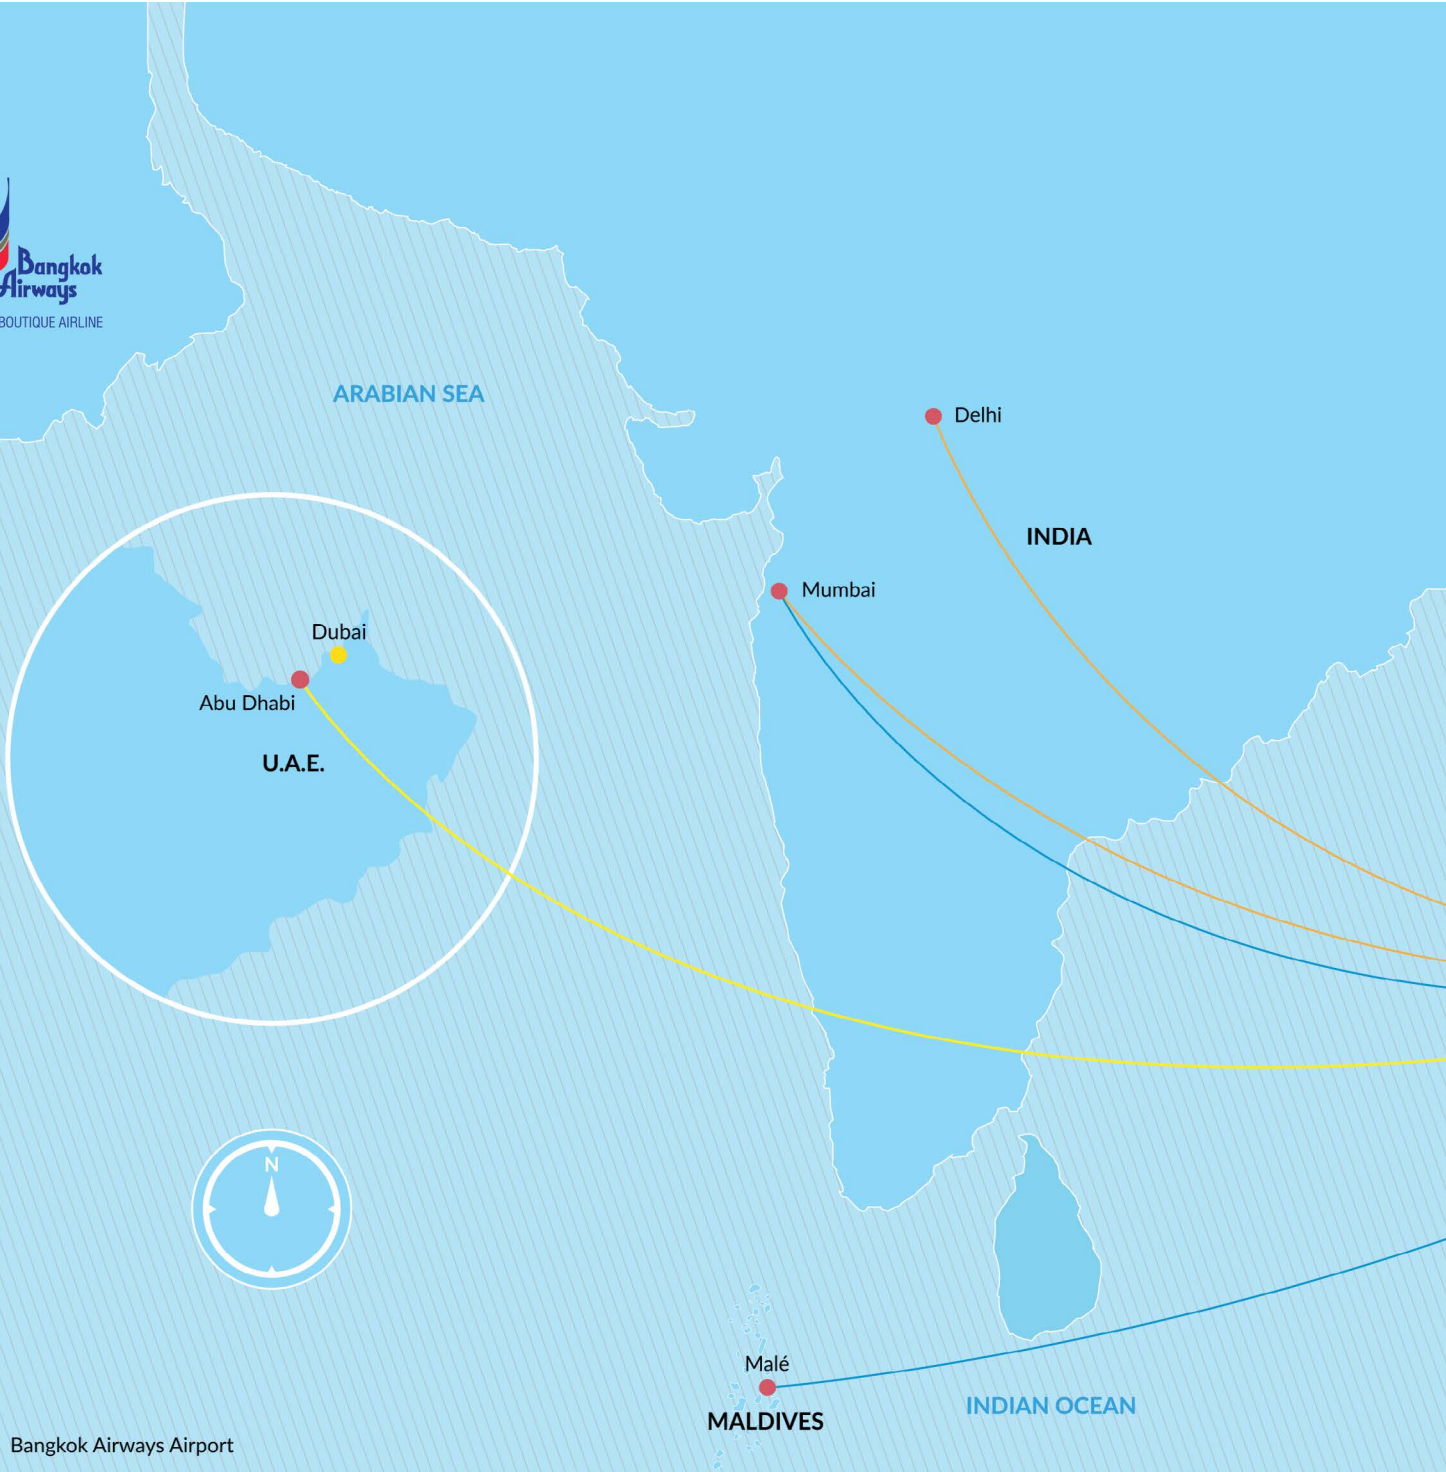 Bangkok
Airways
BOUTIQUE AIRLINE
ARABIAN SEA
Delhi
INDIA
Mumbai
Dubai
Abu Dhabi
U.A.E.
N
Malé
MALDIVES
INDIAN OCEAN
Bangkok Airways Airport